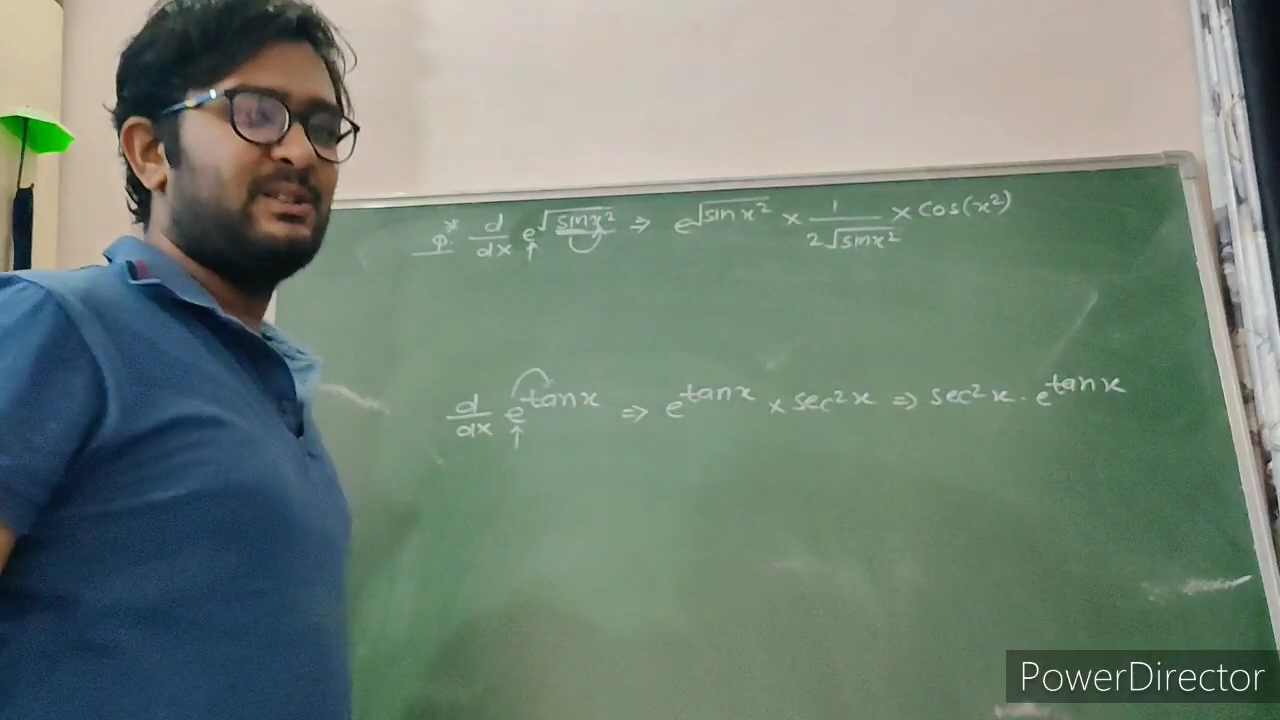 Q.* d/dx e^√sinx² ⇒ e^√sinx² × 1/2√sinx² × cos(x²)
d/dx e^tanx ⇒ e^tanx × sec²x ⇒ sec²x · e^tanx
PowerDirector